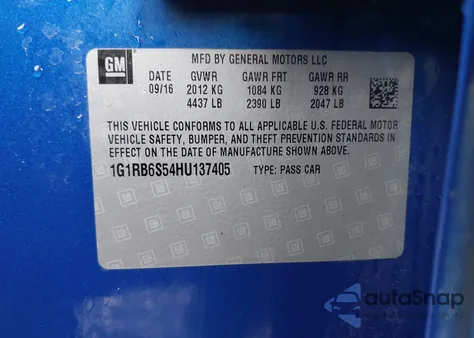 GM
MFD BY GENERAL MOTORS LLC
DATE GVWR GAWR FRT GAWR RR
09/16 2012 KG 1084 KG 928 KG
4437 LB 2390 LB 2047 LB
THIS VEHICLE CONFORMS TO ALL APPLICABLE U.S. FEDERAL MOTOR
VEHICLE SAFETY, BUMPER, AND THEFT PREVENTION STANDARDS IN
EFFECT ON THE DATE OF MANUFACTURE SHOWN ABOVE.
1G1RB6S54HU137405 TYPE: PASS CAR
autoSnap